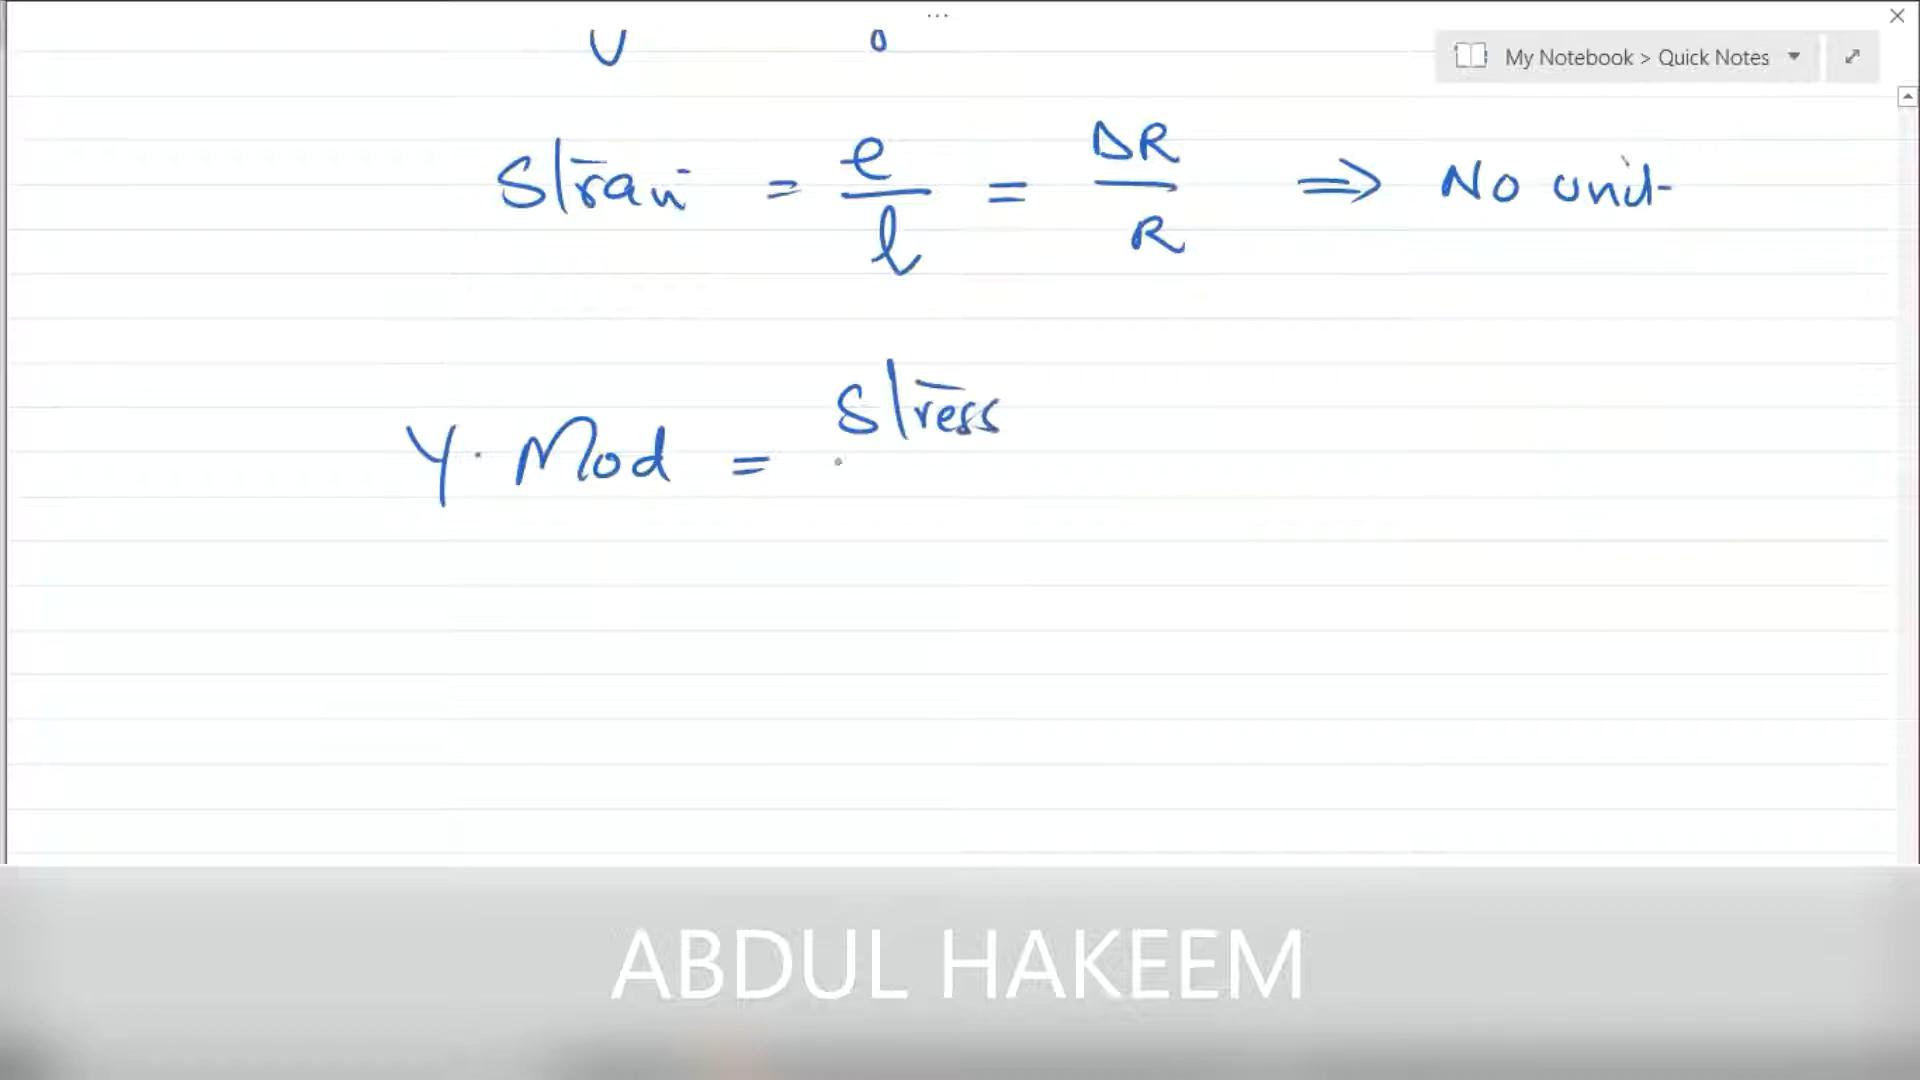 My Notebook > Quick Notes
Strain = e/l = ΔR/R ⇒ No unit
Y. Mod = Stress
ABDUL HAKEEM